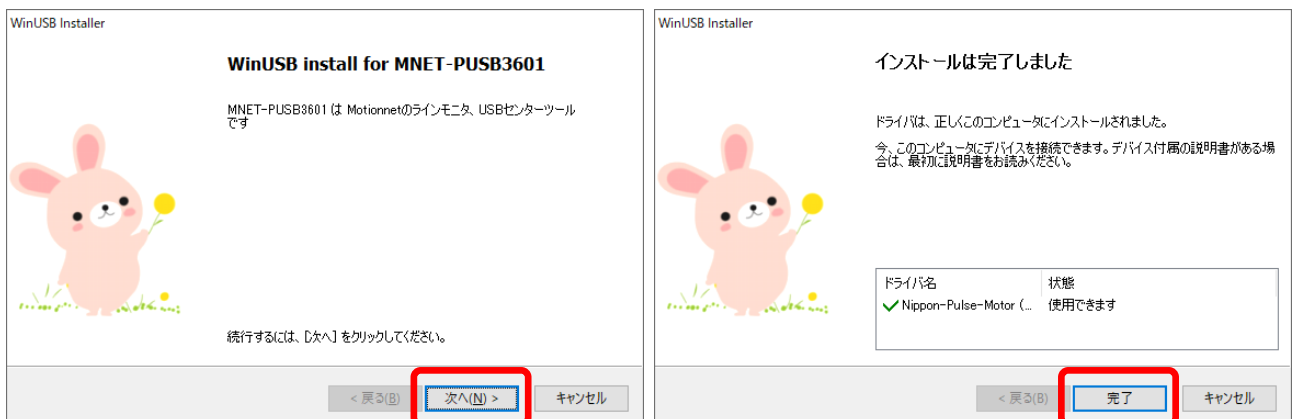 WinUSB Installer
WinUSB install for MNET-PUSB3601
MNET-PUSB3601 は Motionnetのラインモニタ、USBセンターツール
です
続行するには、[次へ] をクリックしてください。
< 戻る(B)
次へ(N) >
キャンセル
WinUSB Installer
インストールは完了しました
ドライバは、正しくこのコンピュータにインストールされました。
今、このコンピュータにデバイスを接続できます。デバイス付属の説明書がある場
合は、最初に説明書をお読みください。
ドライバ名 状態
Nippon-Pulse-Motor (... 使用できます
< 戻る(B)
完了
キャンセル